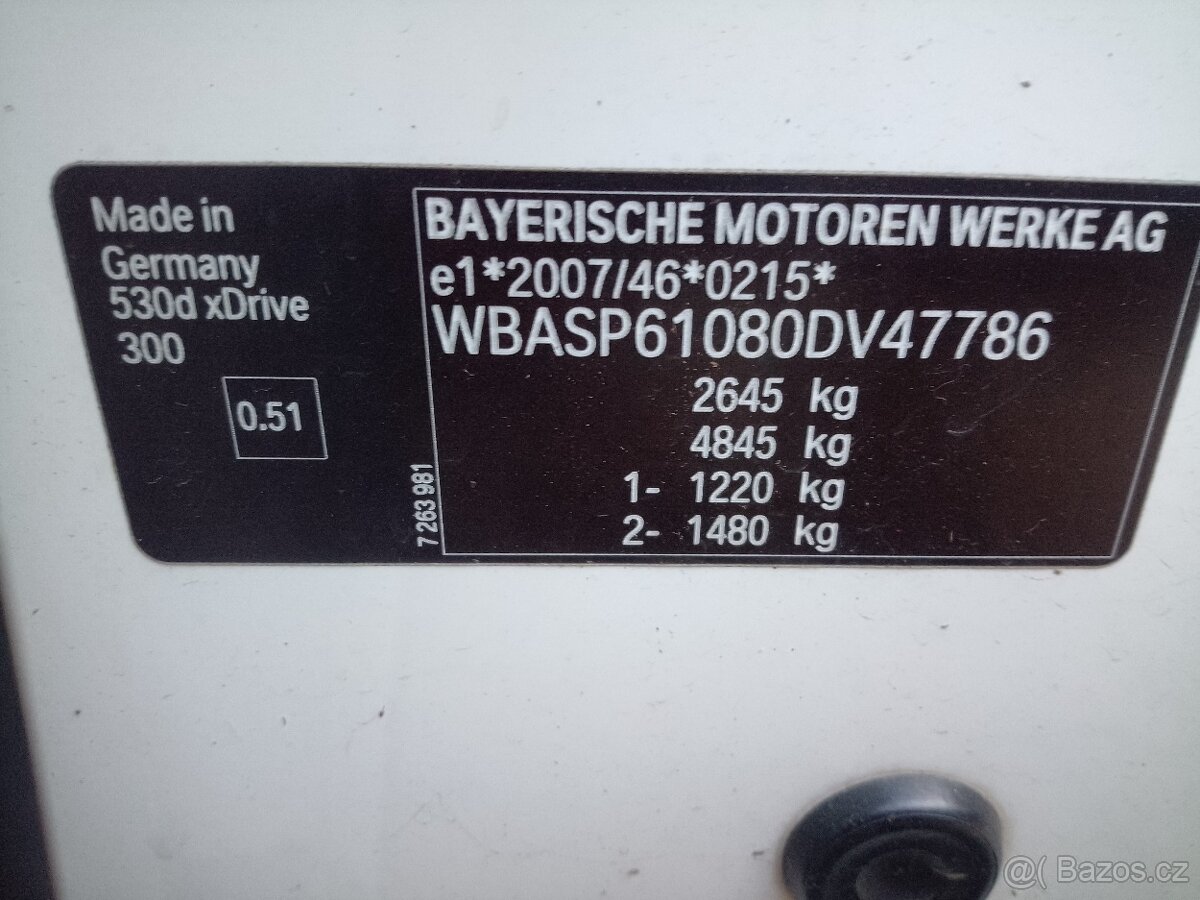 Made in
Germany
530d xDrive
300
0.51
7 263 981
BAYERISCHE MOTOREN WERKE AG
e1*2007/46*0215*
WBASP61080DV47786
2645 kg
4845 kg
1- 1220 kg
2- 1480 kg
@( Bazos.cz